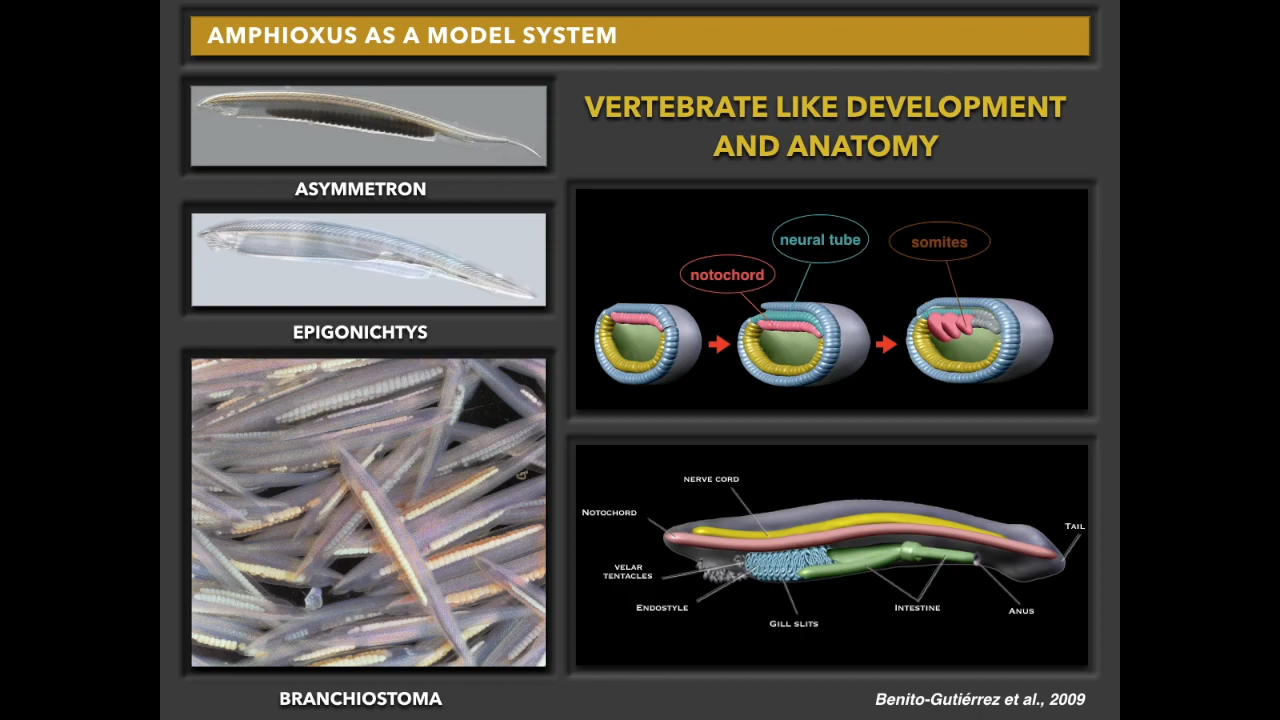 AMPHIOXUS AS A MODEL SYSTEM
ASYMMETRON
EPIGONICHTYS
BRANCHIOSTOMA
VERTEBRATE LIKE DEVELOPMENT
AND ANATOMY
neural tube
somites
notochord
NERVE CORD
NOTOCHORD
TAIL
VELAR
TENTACLES
ENDOSTYLE
GILL SLITS
INTESTINE
ANUS
Benito-Gutiérrez et al., 2009